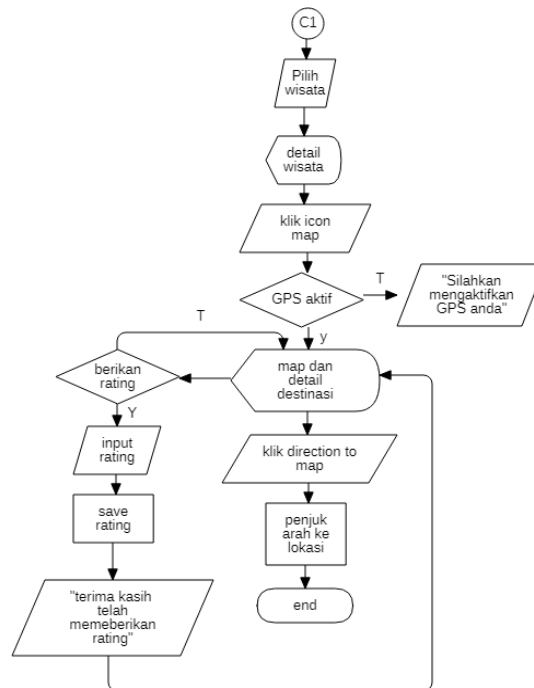 C1
Pilih
wisata
detail
wisata
klik icon
map
GPS aktif
T
"Silahkan
mengaktifkan
GPS anda"
y
T
berikan
rating
map dan
detail
destinasi
Y
input
rating
klik direction to
map
save
rating
penjuk
arah ke
lokasi
"terima kasih
telah
memeberikan
rating"
end